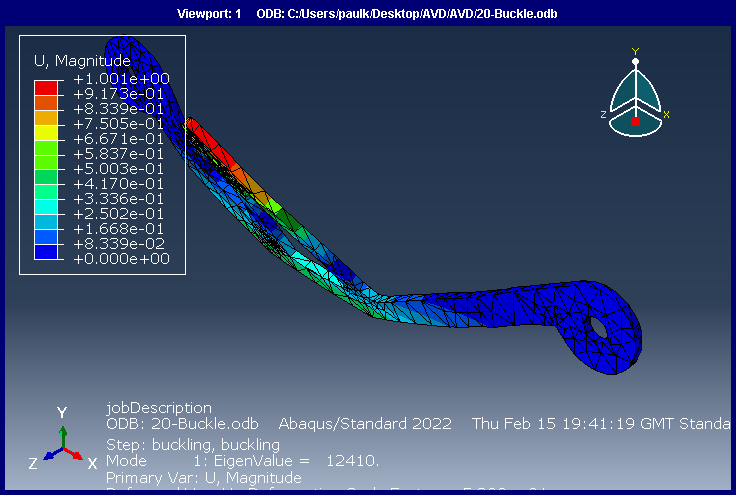 Viewport: 1 ODB: C:/Users/paulk/Desktop/AVD/AVD/20-Buckle.odb
U, Magnitude
+1.001e+00
+9.173e-01
+8.339e-01
+7.505e-01
+6.671e-01
+5.837e-01
+5.003e-01
+4.170e-01
+3.336e-01
+2.502e-01
+1.668e-01
+8.339e-02
+0.000e+00
Y
Z
X
Y
Z
X
jobDescription
ODB: 20-Buckle.odb Abaqus/Standard 2022 Thu Feb 15 19:41:19 GMT Standa
Step: buckling, buckling
Mode 1: EigenValue = 12410.
Primary Var: U, Magnitude